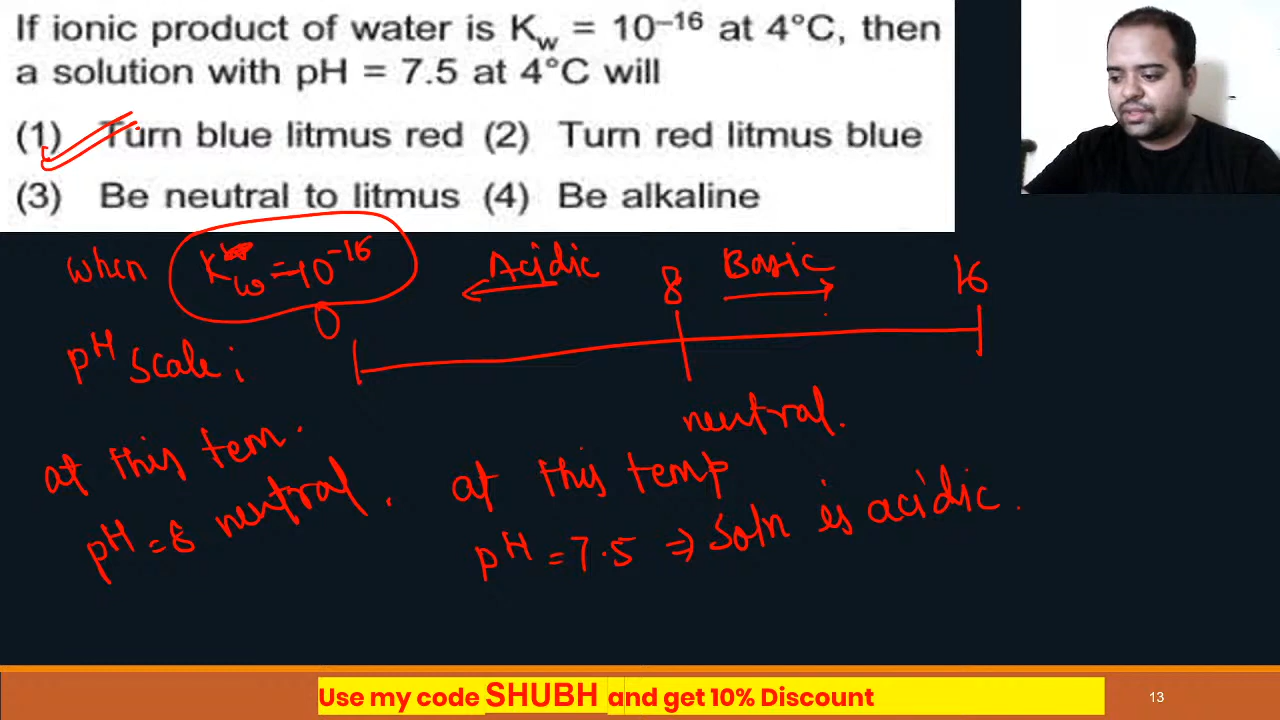 If ionic product of water is Kw = 10⁻¹⁶ at 4°C, then
a solution with pH = 7.5 at 4°C will
(1) Turn blue litmus red (2) Turn red litmus blue
(3) Be neutral to litmus (4) Be alkaline
when Kw = 10⁻¹⁶
Acidic
Basic
0 8 16
pH scale ;
neutral.
at this tem.
pH = 8 neutral.
at this temp
pH = 7.5 ⇒ Soln is acidic.
Use my code SHUBH and get 10% Discount
13